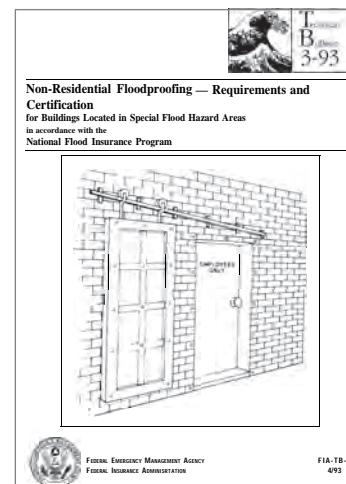 Technical
Bulletin
3-93
Non-Residential Floodproofing — Requirements and
Certification
for Buildings Located in Special Flood Hazard Areas
in accordance with the
National Flood Insurance Program
EMPLOYEES
ONLY
FEDERAL EMERGENCY MANAGEMENT AGENCY
FIA-TB-
FEDERAL INSURANCE ADMINISRTATION
4/93